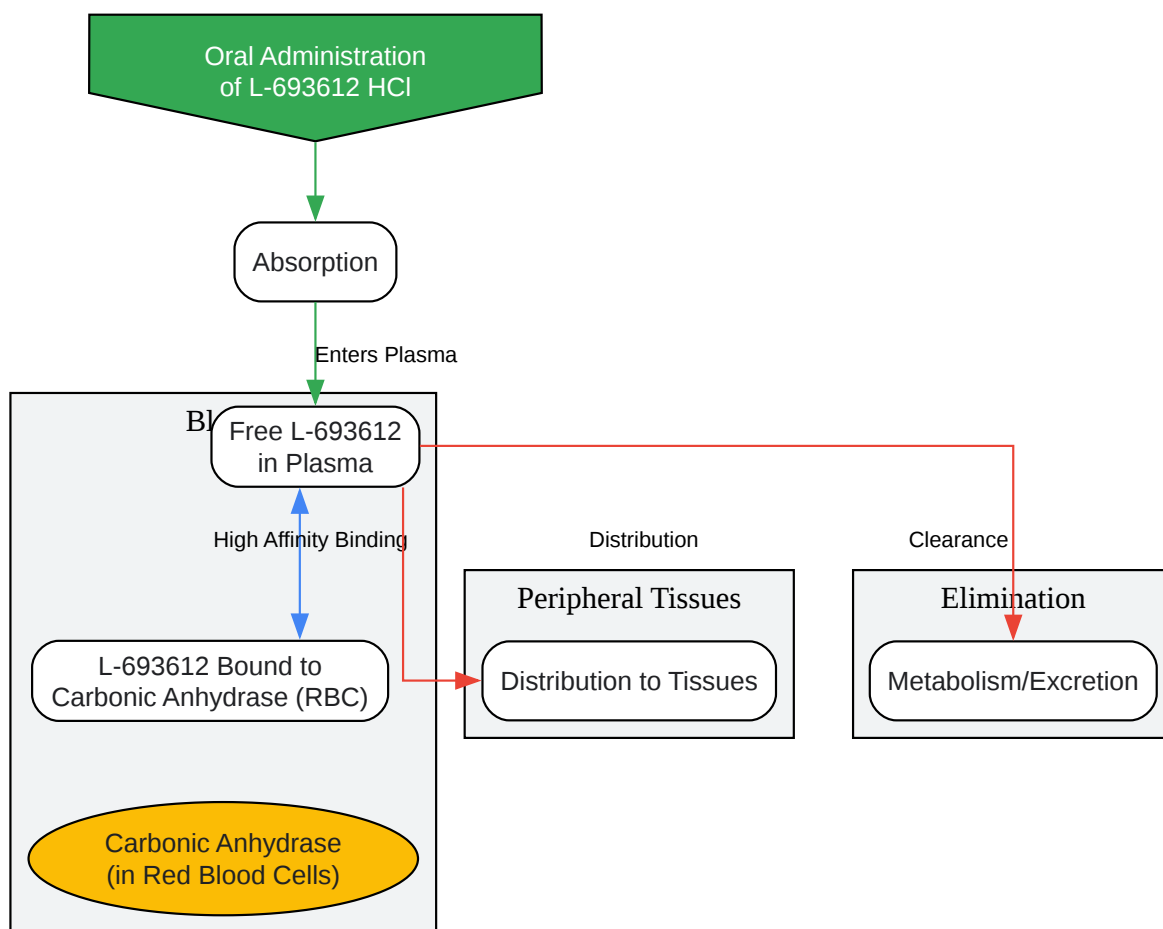 Oral Administration
of L-693612 HCl
Absorption
Enters Plasma
Free L-693612
in Plasma
High Affinity Binding
Distribution
Clearance
Peripheral Tissues
Elimination
L-693612 Bound to
Carbonic Anhydrase (RBC)
Distribution to Tissues
Metabolism/Excretion
Carbonic Anhydrase
(in Red Blood Cells)